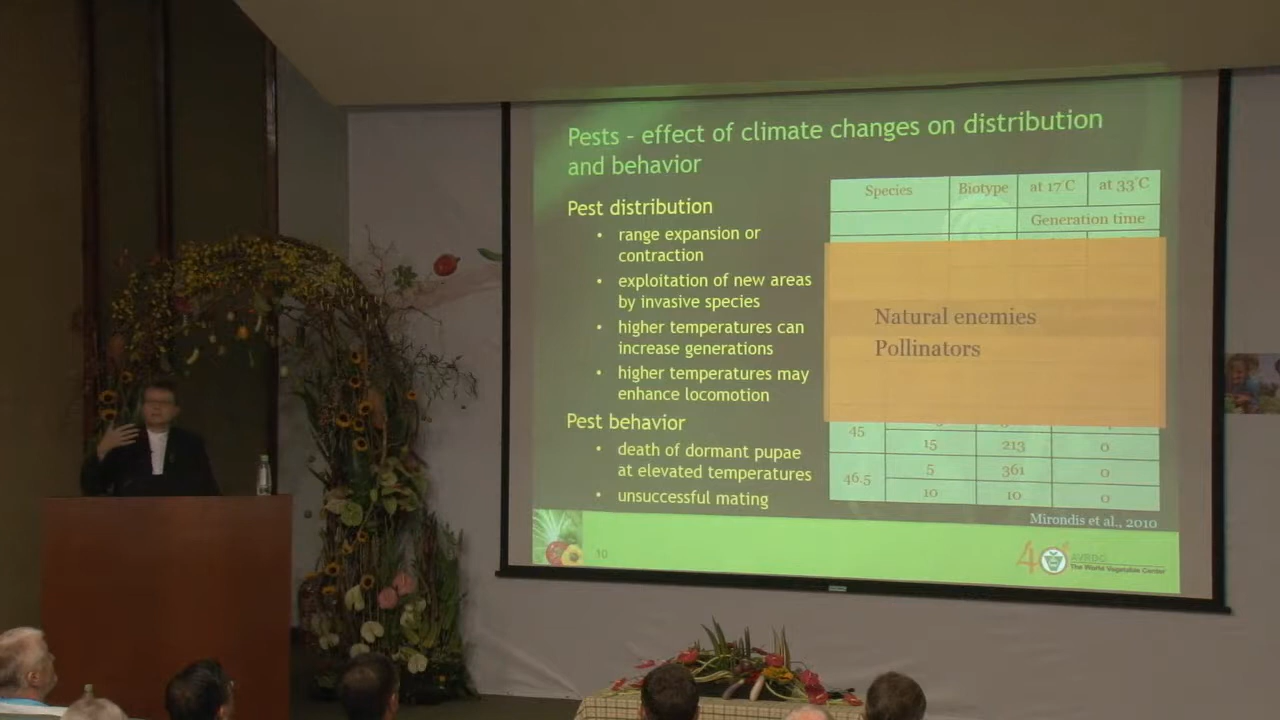 Pests – effect of climate changes on distribution
and behavior
Pest distribution
• range expansion or
contraction
• exploitation of new areas
by invasive species
• higher temperatures can
increase generations
• higher temperatures may
enhance locomotion
Pest behavior
• death of dormant pupae
at elevated temperatures
• unsuccessful mating
Species Biotype at 17°C at 33°C
Generation time
Natural enemies
Pollinators
45
15 213 0
46.5
5 361 0
10 10 0
Mirondis et al., 2010
10
40
AVRDC
The World Vegetable Center